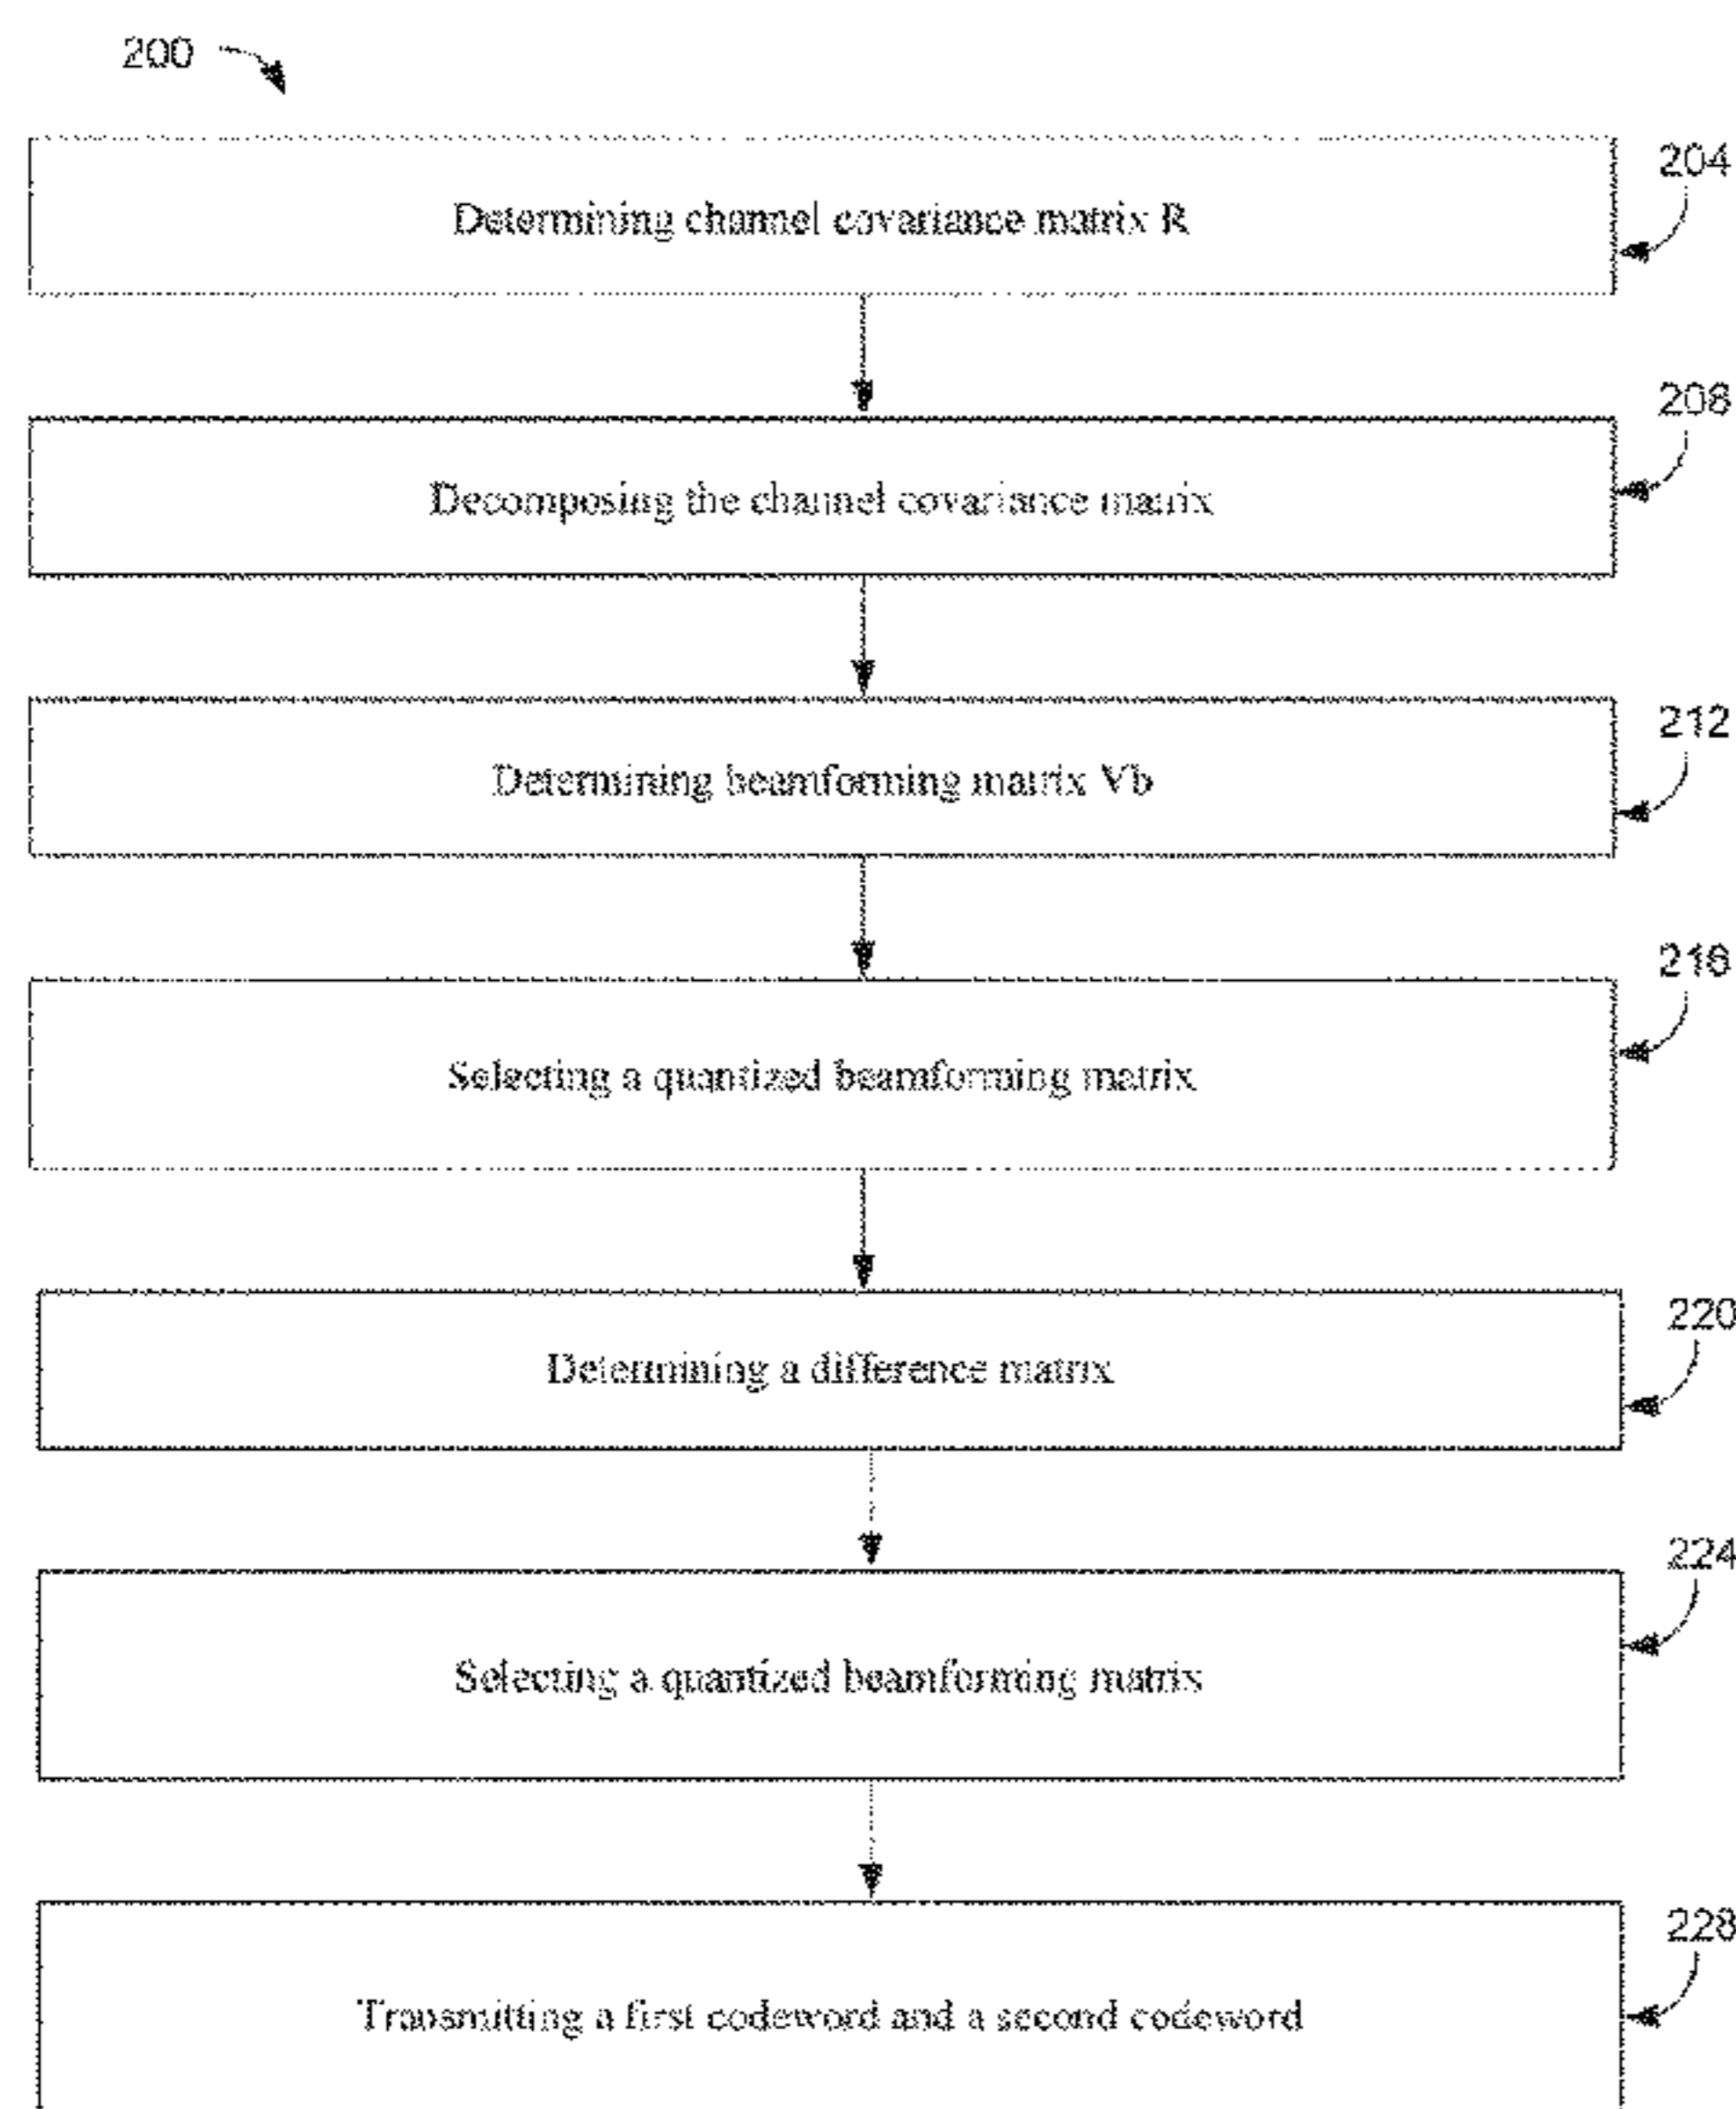 200
204
Determining channel covariance matrix R
208
Decomposing the channel covariance matrix
212
Determining beamforming matrix Vb
216
Selecting a quantized beamforming matrix
220
Determining a difference matrix
224
Selecting a quantized beamforming matrix
228
Transmitting a first codeword and a second codeword